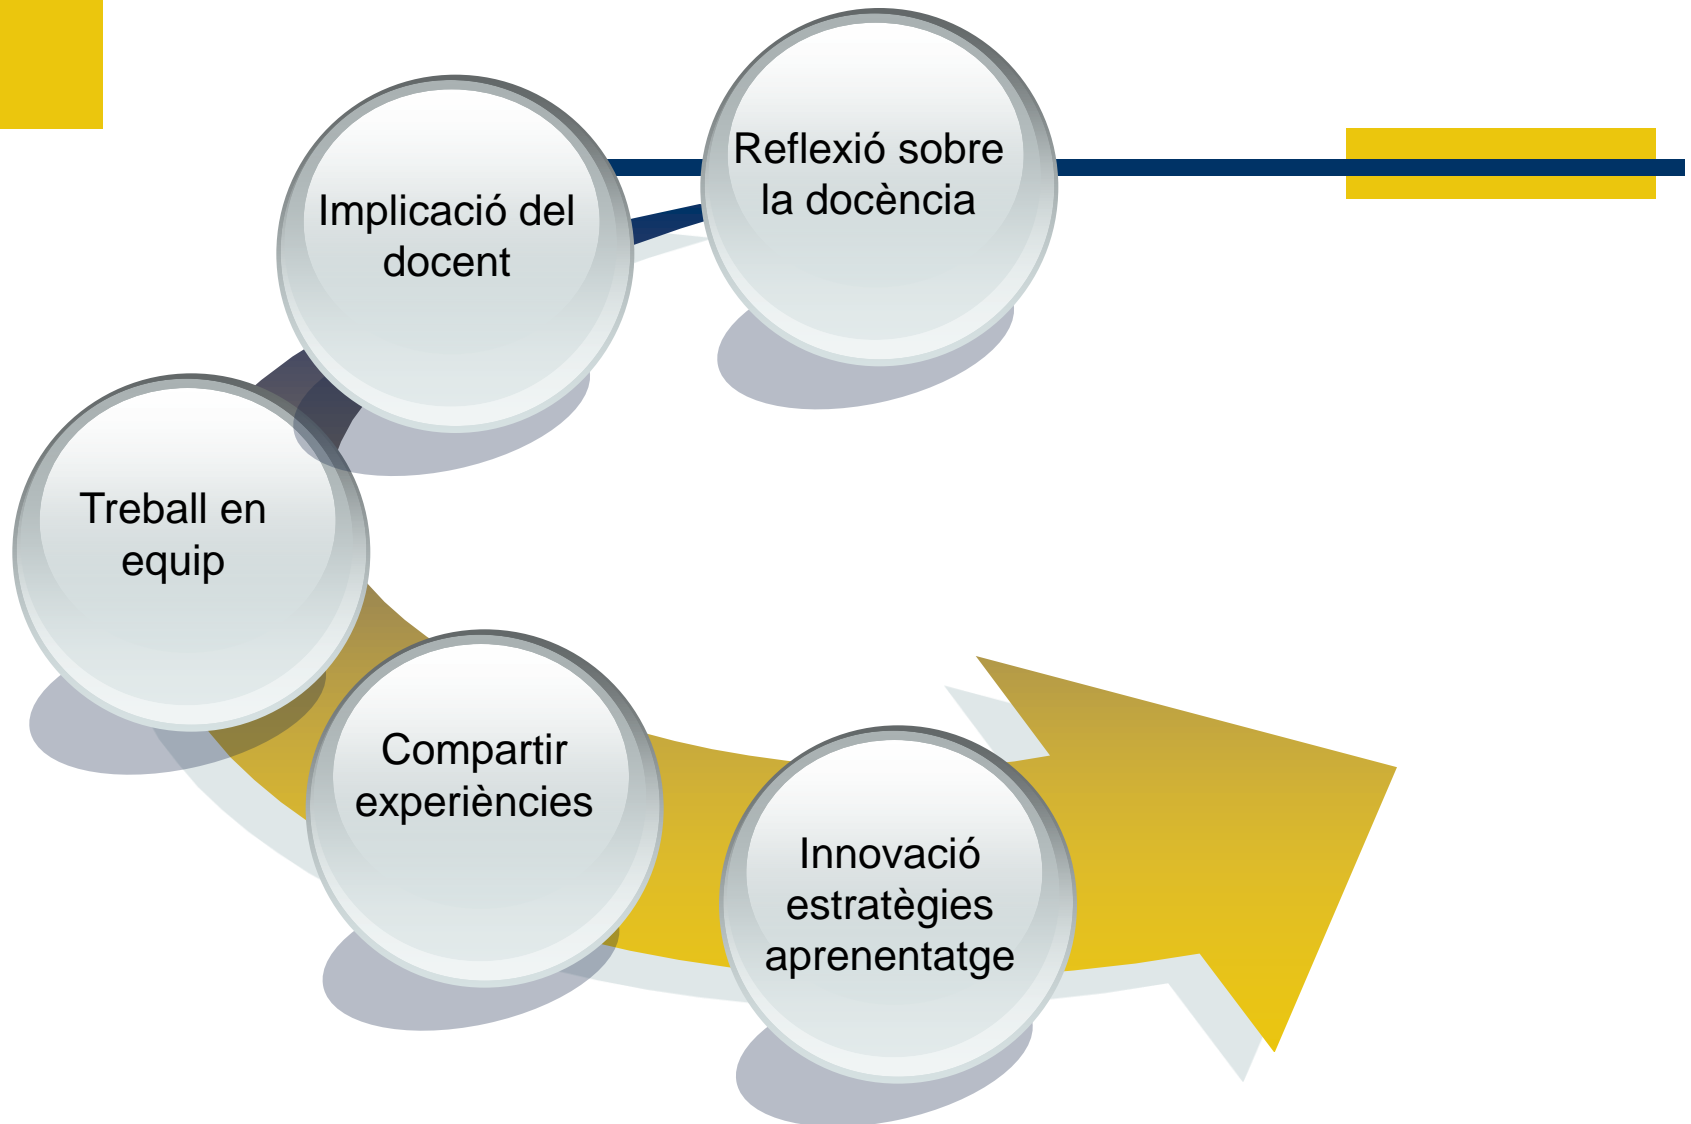 Reflexió sobre
la docència
Implicació del
docent
Treball en
equip
Compartir
experiències
Innovació
estratègies
aprenentatge